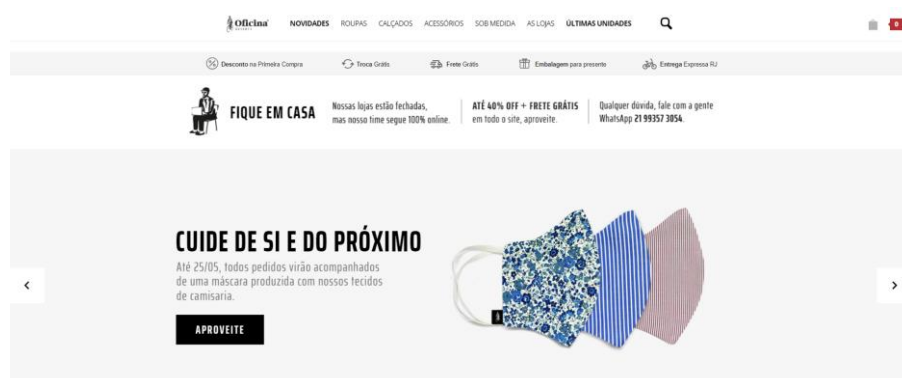 Oficina
NOVIDADES ROUPAS CALÇADOS ACESSÓRIOS SOB MEDIDA AS LOJAS ÚLTIMAS UNIDADES
0
Desconto na Primeira Compra Troca Grátis Frete Grátis Embalagem para presente Entrega Expressa RJ
FIQUE EM CASA
Nossas lojas estão fechadas,
mas nosso time segue 100% online.
ATÉ 40% OFF + FRETE GRÁTIS
em todo o site, aproveite.
Qualquer dúvida, fale com a gente
WhatsApp 21 99357 3054.
CUIDE DE SI E DO PRÓXIMO
Até 25/05, todos pedidos virão acompanhados
de uma máscara produzida com nossos tecidos
de camisaria.
APROVEITE